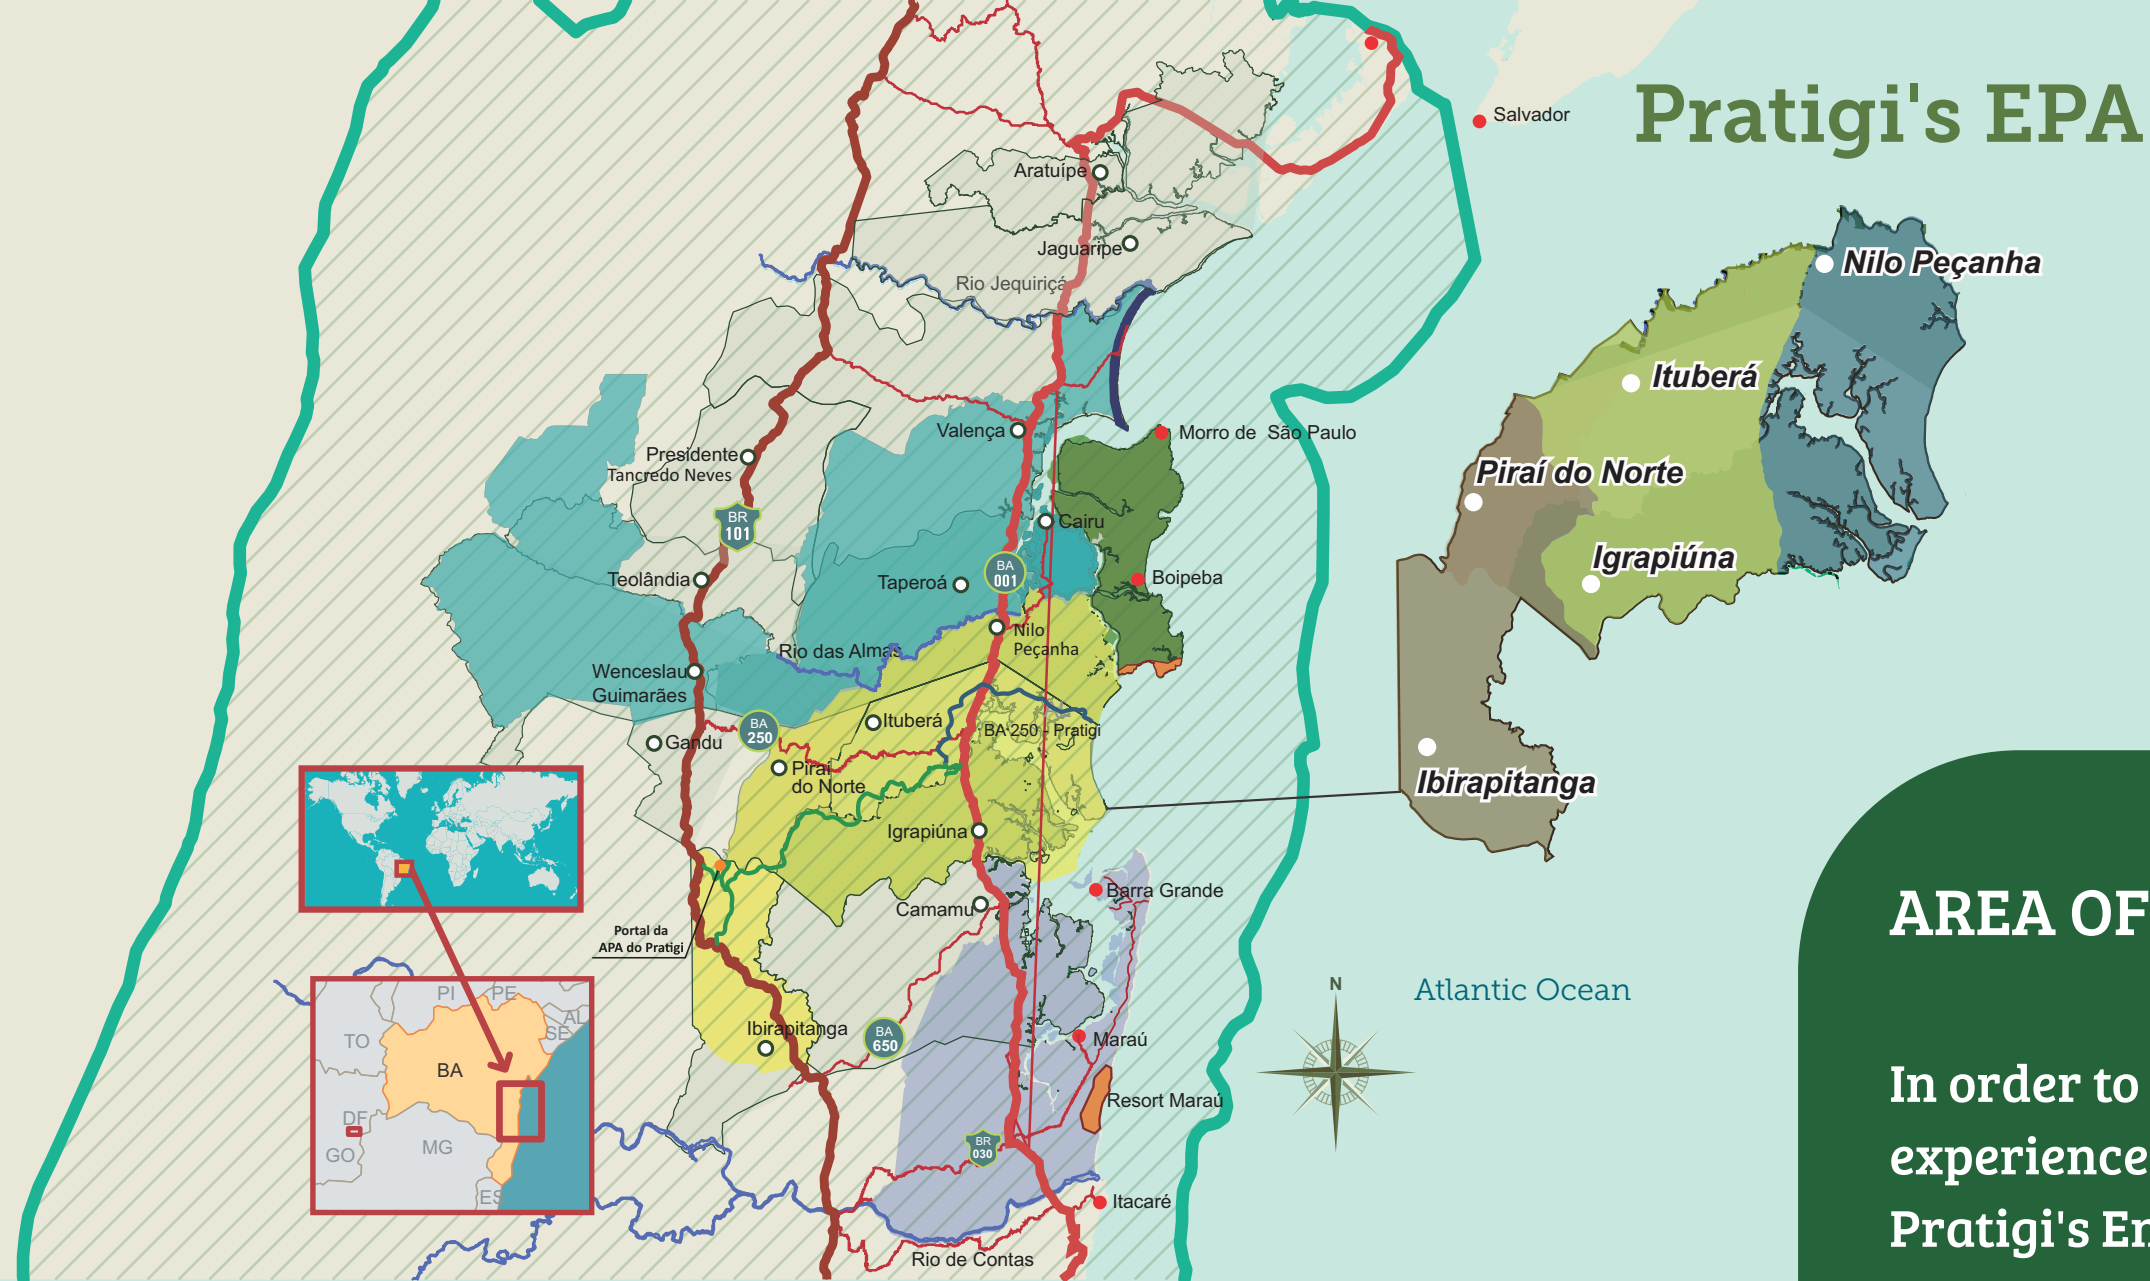 Pratigi's EPA
Salvador
Aratuípe
Jaguaripe
Rio Jequiriçá
Nilo Peçanha
Ituberá
Piraí do Norte
Igrapiúna
Ibirapitanga
Valença
Morro de São Paulo
Presidente
Tancredo Neves
BR
101
Cairu
BA
001
Teolândia
Taperoá
Boipeba
Nilo
Peçanha
Rio das Almas
Wenceslau
Guimarães
BA
250
Ituberá
BA 250 - Pratigi
Gandu
Piraí
do Norte
Igrapiúna
Barra Grande
Camamu
Portal da
APA do Pratigi
Atlantic Ocean
N
Ibirapitanga
BA
650
Maraú
Resort Maraú
BR
030
Itacaré
Rio de Contas
PI
PE
AL
SE
TO
BA
DF
GO
MG
ES
AREA OF
In order to
experience
Pratigi's En